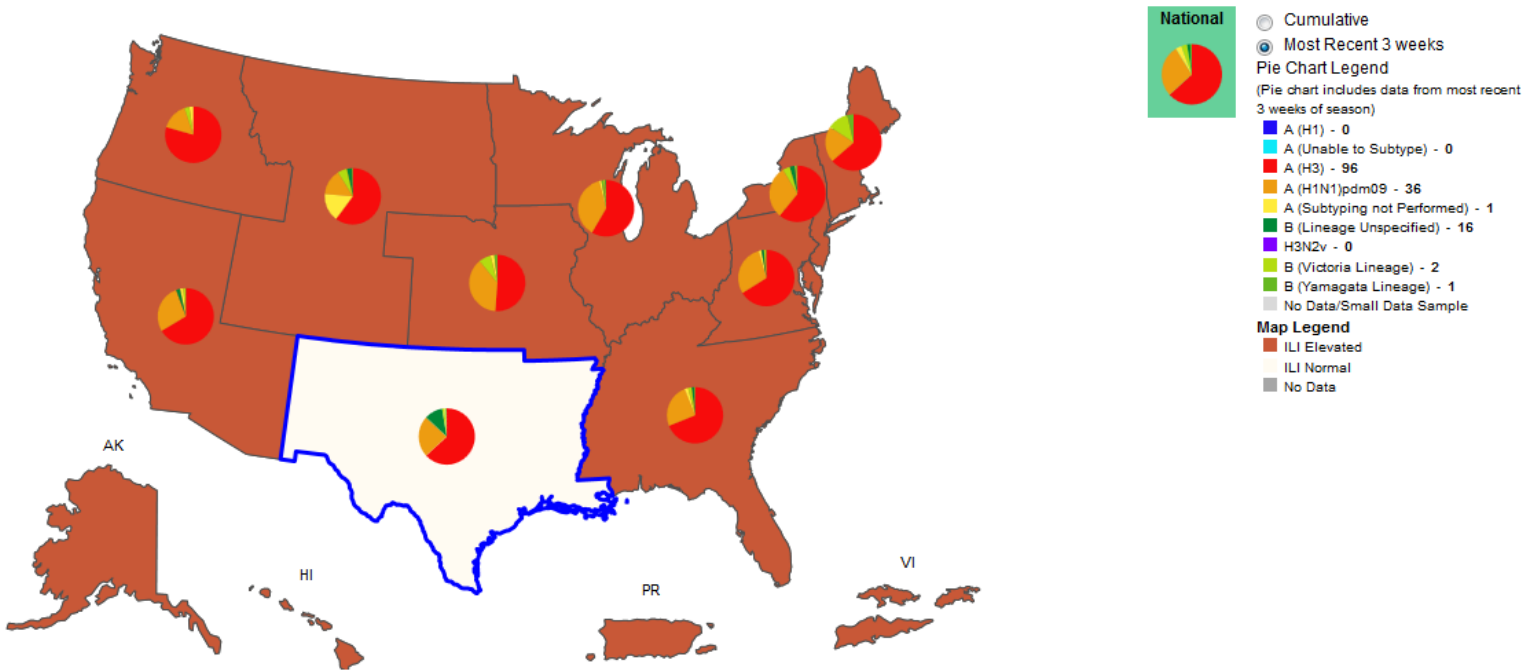 National
Cumulative
Most Recent 3 weeks
Pie Chart Legend
(Pie chart includes data from most recent
3 weeks of season)
A (H1) - 0
A (Unable to Subtype) - 0
A (H3) - 96
A (H1N1)pdm09 - 36
A (Subtyping not Performed) - 1
B (Lineage Unspecified) - 16
H3N2v - 0
B (Victoria Lineage) - 2
B (Yamagata Lineage) - 1
No Data/Small Data Sample
Map Legend
ILI Elevated
ILI Normal
No Data
AK
HI
PR
VI